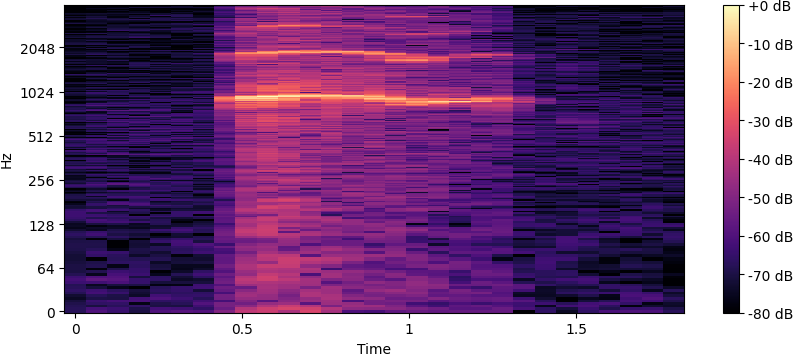 Hz
2048
1024
512
256
128
64
0
0
0.5
1
1.5
Time
+0 dB
-10 dB
-20 dB
-30 dB
-40 dB
-50 dB
-60 dB
-70 dB
-80 dB